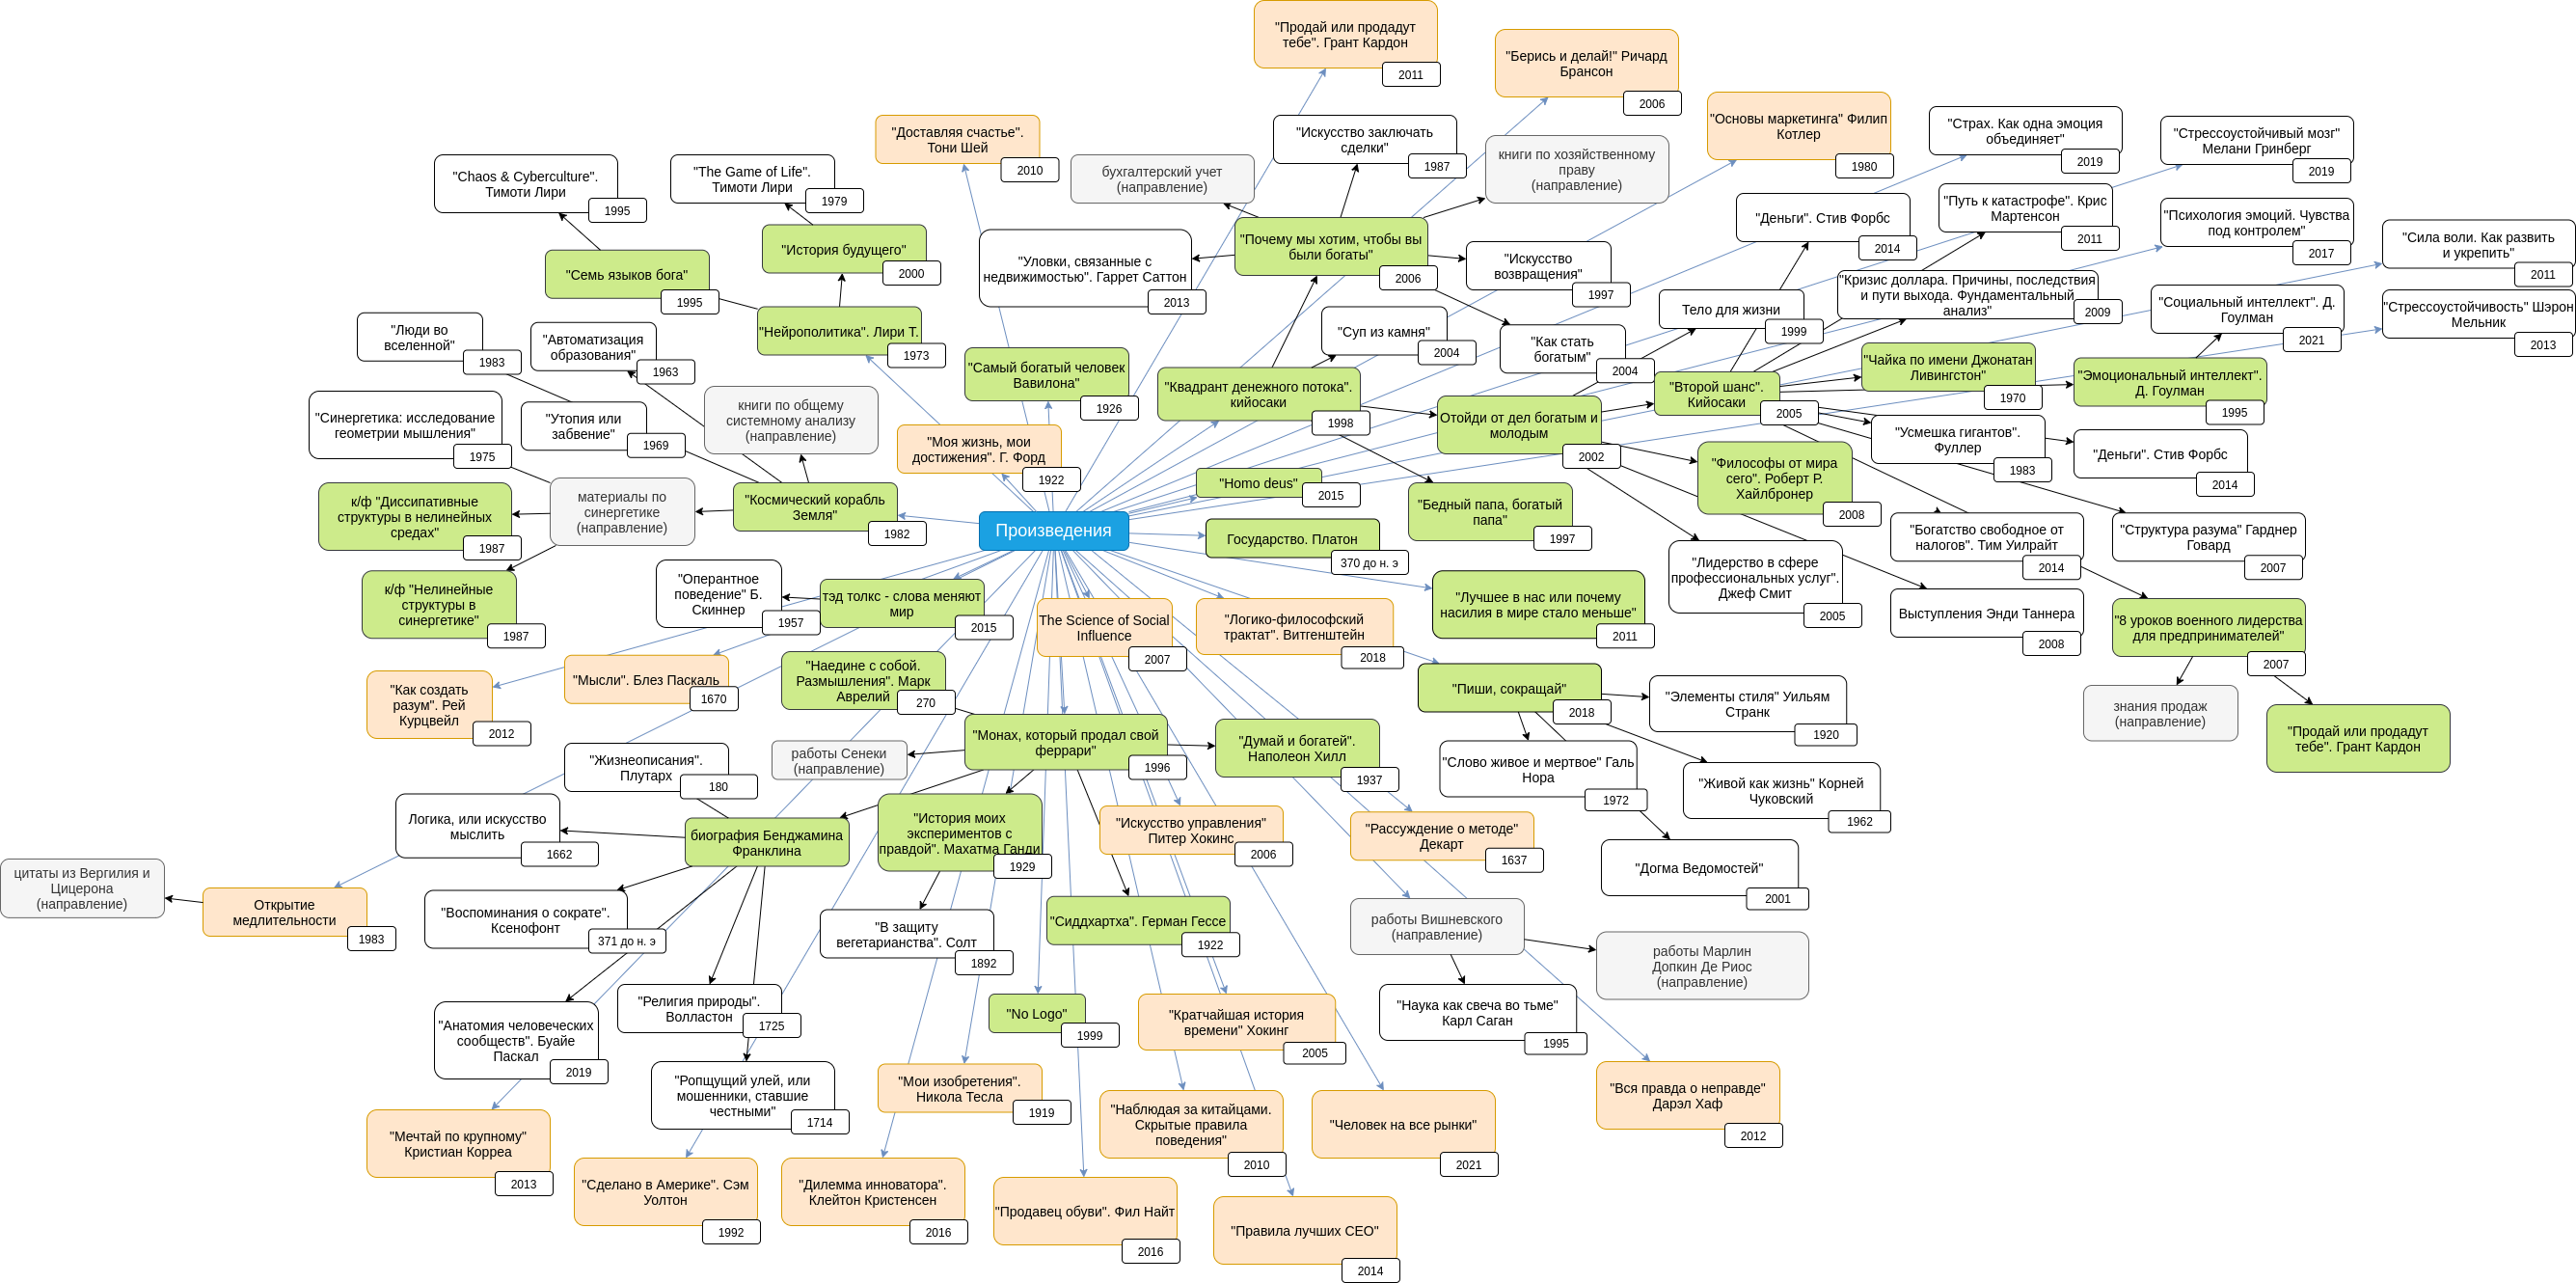 "Продай или продадут
тебе". Грант Кардон
2011
"Берись и делай!" Ричард
Брансон
2006
"Основы маркетинга" Филип
Котлер
1980
"Доставляя счастье".
Тони Шей
2010
"Искусство заключать
сделки"
1987
бухгалтерский учет
(направление)
книги по хозяйственному
праву
(направление)
"Страх. Как одна эмоция
объединяет"
2019
"Стрессоустойчивый мозг"
Мелани Гринберг
2019
"Chaos & Cyberculture".
Тимоти Лири
1995
"The Game of Life".
Тимоти Лири
1979
"Деньги". Стив Форбс
2014
"Путь к катастрофе". Крис
Мартенсон
2011
"Психология эмоций. Чувства
под контролем"
2017
"Сила воли. Как развить
и укрепить"
2011
"Семь языков бога"
1995
"История будущего"
2000
"Уловки, связанные с
недвижимостью". Гаррет Саттон
2013
"Почему мы хотим, чтобы вы
были богаты"
2006
"Искусство
возвращения"
1997
Тело для жизни
1999
"Кризис доллара. Причины, последствия
и пути выхода. Фундаментальный
анализ"
2009
"Социальный интеллект". Д.
Гоулман
2021
"Стрессоустойчивость" Шэрон
Мельник
2013
"Люди во
вселенной"
1983
"Автоматизация
образования"
1963
"Нейрополитика". Лири Т.
1973
"Самый богатый человек
Вавилона"
1926
"Суп из камня"
2004
"Как стать
богатым"
2004
"Квадрант денежного потока".
кийосаки
1998
"Второй шанс".
Кийосаки
2005
"Чайка по имени Джонатан
Ливингстон"
1970
"Эмоциональный интеллект".
Д. Гоулман
1995
"Синергетика: исследование
геометрии мышления"
1975
"Утопия или
забвение"
1969
книги по общему
системному анализу
(направление)
"Моя жизнь, мои
достижения". Г. Форд
1922
Отойди от дел богатым и
молодым
2002
"Усмешка гигантов".
Фуллер
1983
"Деньги". Стив Форбс
2014
"Философы от мира
сего". Роберт Р.
Хайлбронер
2008
к/ф "Диссипативные
структуры в нелинейных
средах"
1987
материалы по
синергетике
(направление)
"Космический корабль
Земля"
1982
Произведения
"Homo deus"
2015
"Бедный папа, богатый
папа"
1997
Государство. Платон
370 до н. э
"Богатство свободное от
налогов". Тим Уилрайт
2014
"Структура разума" Гарднер
Говард
2007
к/ф "Нелинейные
структуры в
синергетике"
1987
"Оперантное
поведение" Б.
Скиннер
1957
тэд толкс - слова меняют
мир
2015
The Science of Social
Influence
2007
"Логико-философский
трактат". Витгенштейн
2018
"Лучшее в нас или почему
насилия в мире стало меньше"
2011
"Лидерство в сфере
профессиональных услуг".
Джеф Смит
2005
Выступления Энди Таннера
2008
"8 уроков военного лидерства
для предпринимателей"
2007
"Как создать
разум". Рей
Курцвейл
2012
"Мысли". Блез Паскаль
1670
"Наедине с собой.
Размышления". Марк
Аврелий
270
"Пиши, сокращай"
2018
"Элементы стиля" Уильям
Странк
1920
знания продаж
(направление)
"Продай или продадут
тебе". Грант Кардон
работы Сенеки
(направление)
"Монах, который продал свой
феррари"
1996
"Думай и богатей".
Наполеон Хилл
1937
"Слово живое и мертвое" Галь
Нора
1972
"Живой как жизнь" Корней
Чуковский
1962
"Жизнеописания".
Плутарх
180
Логика, или искусство
мыслить
1662
биография Бенджамина
Франклина
"История моих
экспериментов с
правдой". Махатма Ганди
1929
"Искусство управления"
Питер Хокинс
2006
"Рассуждение о методе"
Декарт
1637
"Догма Ведомостей"
2001
цитаты из Вергилия и
Цицерона
(направление)
Открытие
медлительности
1983
"Воспоминания о сократе".
Ксенофонт
371 до н. э
"В защиту
вегетарианства". Солт
1892
"Сиддхартха". Герман Гессе
1922
работы Вишневского
(направление)
работы Марлин
Допкин Де Риос
(направление)
"Анатомия человеческих
сообществ". Буайе
Паскал
2019
"Религия природы".
Волластон
1725
"No Logo"
1999
"Кратчайшая история
времени" Хокинг
2005
"Наука как свеча во тьме"
Карл Саган
1995
"Ропщущий улей, или
мошенники, ставшие
честными"
1714
"Мои изобретения".
Никола Тесла
1919
"Наблюдая за китайцами.
Скрытые правила
поведения"
2010
"Человек на все рынки"
2021
"Вся правда о неправде"
Дарэл Хаф
2012
"Мечтай по крупному"
Кристиан Корреа
2013
"Сделано в Америке". Сэм
Уолтон
1992
"Дилемма инноватора".
Клейтон Кристенсен
2016
"Продавец обуви". Фил Найт
2016
"Правила лучших CEO"
2014